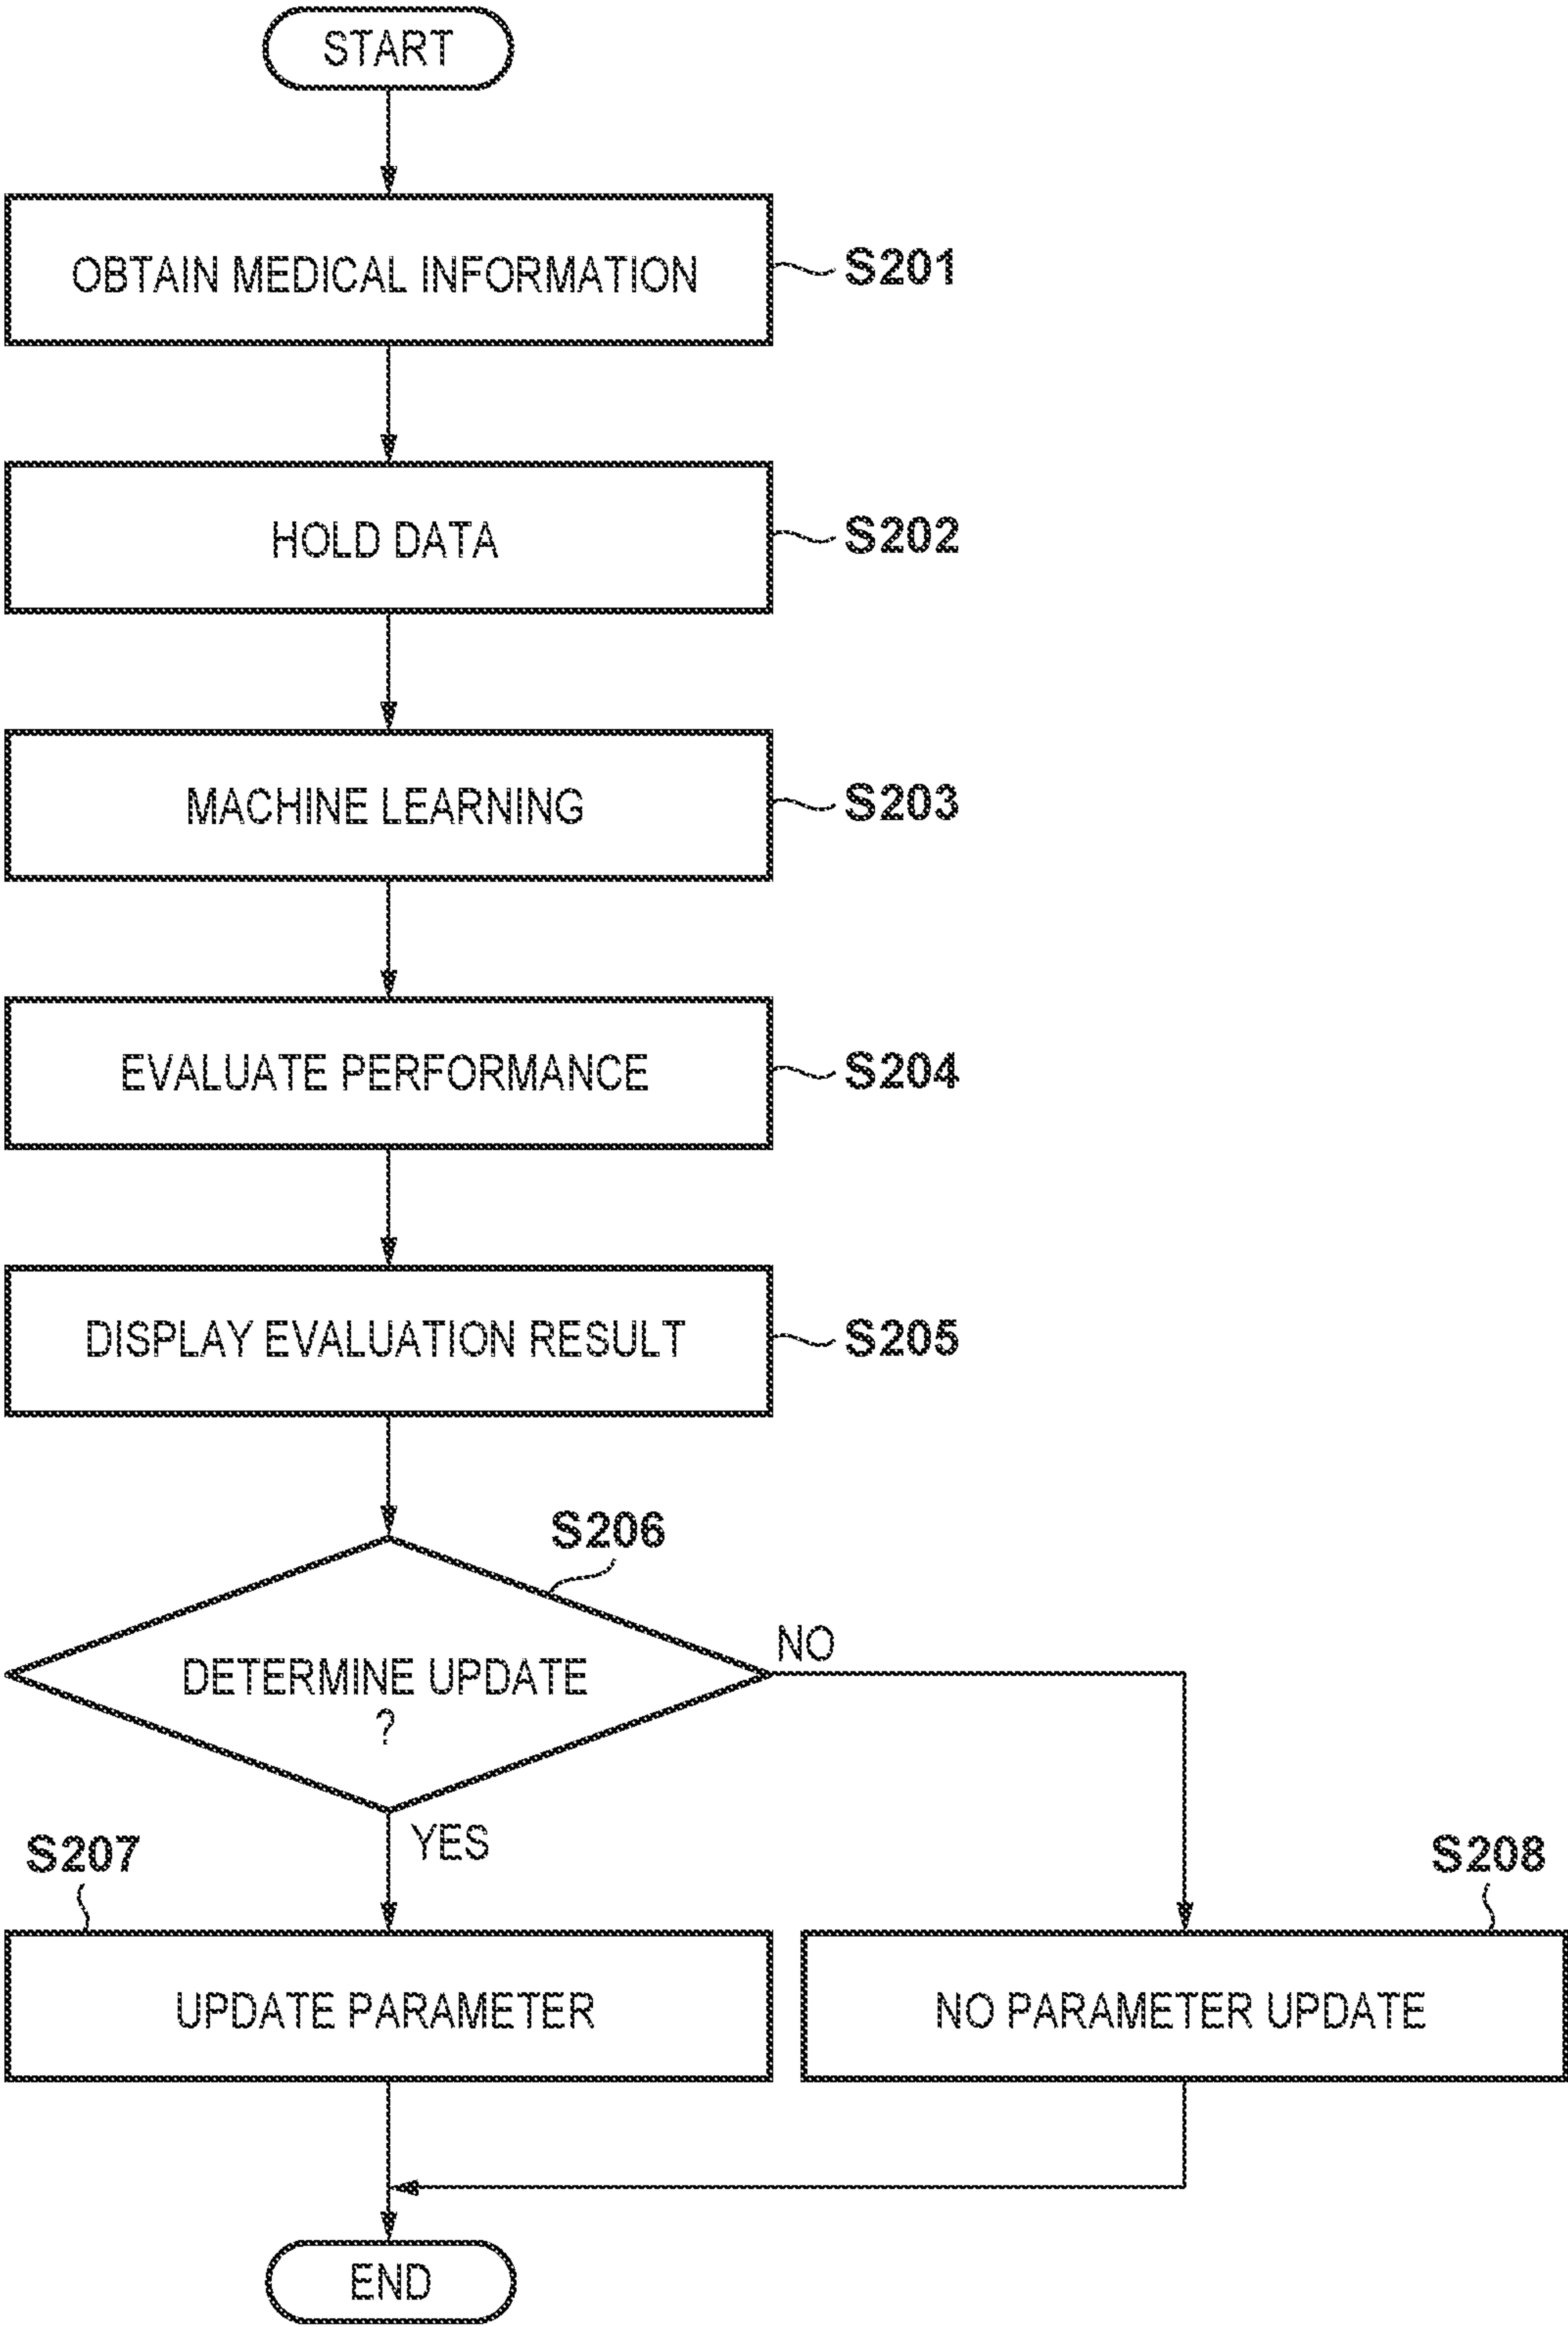 START
OBTAIN MEDICAL INFORMATION
S201
HOLD DATA
S202
MACHINE LEARNING
S203
EVALUATE PERFORMANCE
S204
DISPLAY EVALUATION RESULT
S205
S206
DETERMINE UPDATE
?
NO
YES
S207
UPDATE PARAMETER
S208
NO PARAMETER UPDATE
END